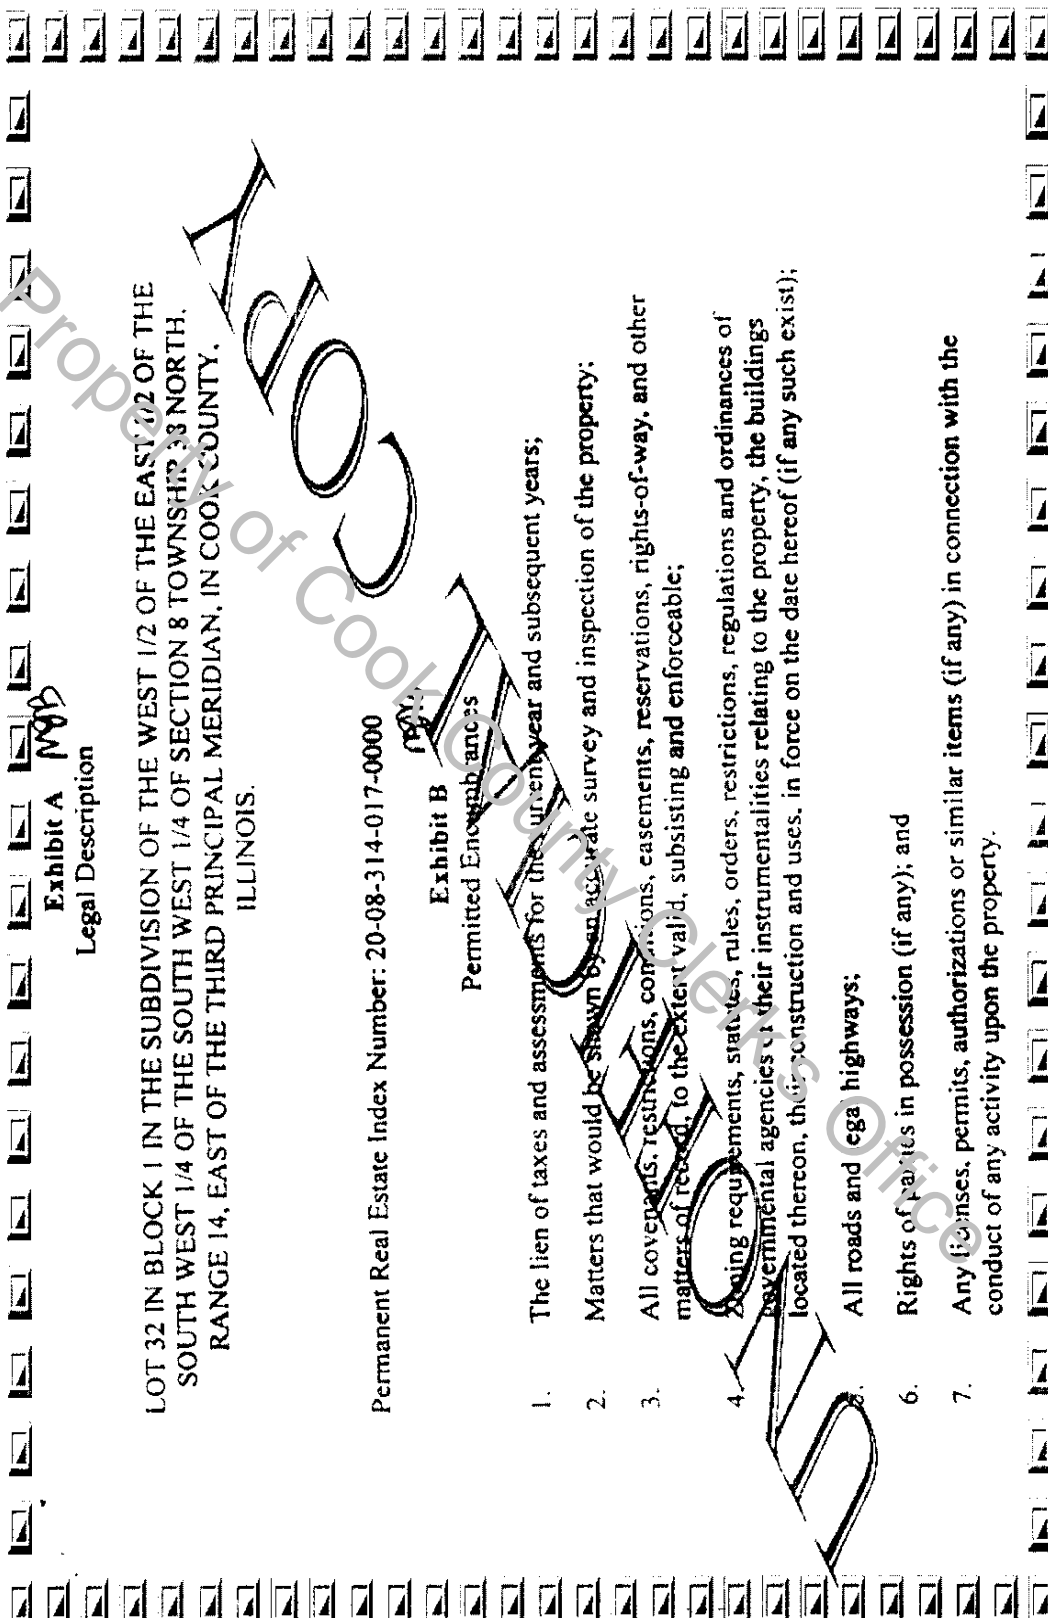 Exhibit A
Legal Description
LOT 32 IN BLOCK 1 IN THE SUBDIVISION OF THE WEST 1/2 OF THE EAST 1/2 OF THE
SOUTH WEST 1/4 OF THE SOUTH WEST 1/4 OF SECTION 8 TOWNSHIP 38 NORTH,
RANGE 14, EAST OF THE THIRD PRINCIPAL MERIDIAN, IN COOK COUNTY,
ILLINOIS.
Permanent Real Estate Index Number: 20-08-314-017-0000
Exhibit B
Permitted Encumbrances
1. The lien of taxes and assessments for the current year and subsequent years;
2. Matters that would be shown by an accurate survey and inspection of the property;
3. All covenants, restrictions, conditions, easements, reservations, rights-of-way, and other
matters of record, to the extent valid, subsisting and enforceable;
4. Zoning requirements, statutes, rules, orders, restrictions, regulations and ordinances of
governmental agencies or their instrumentalities relating to the property, the buildings
located thereon, their construction and uses, in force on the date hereof (if any such exist);
5. All roads and legal highways;
6. Rights of parties in possession (if any); and
7. Any licenses, permits, authorizations or similar items (if any) in connection with the
conduct of any activity upon the property.
Property of Cook County Clerk's Office
COPY